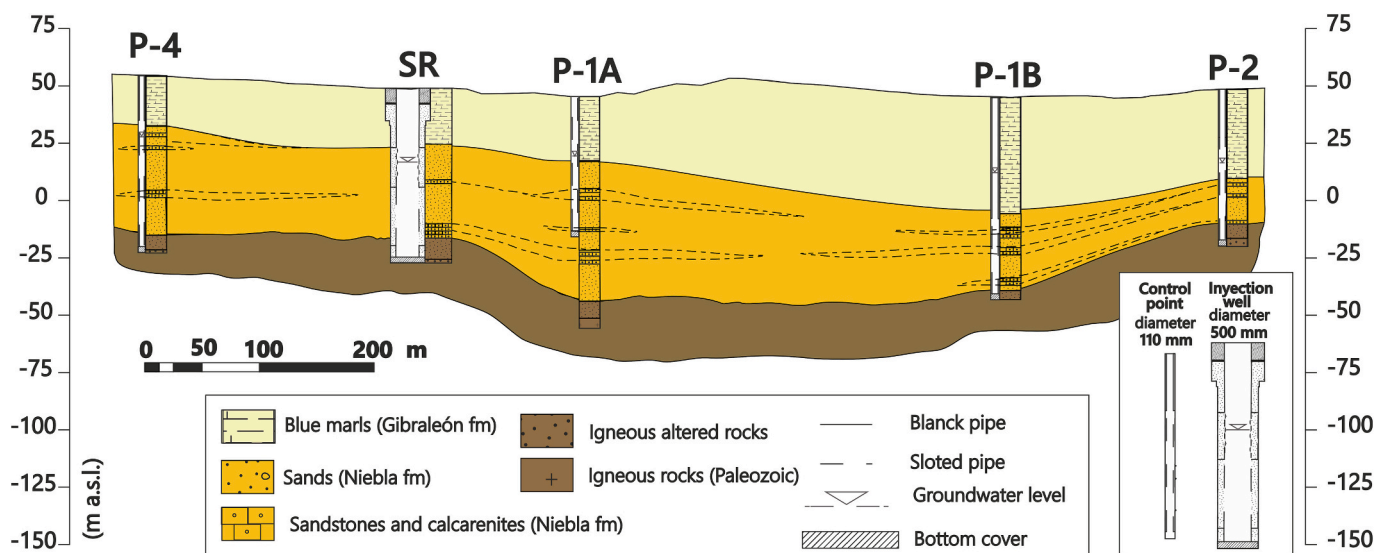 75
50
25
0
-25
-50
-75
-100
-125
-150
(m a.s.l.)
P-4
SR
P-1A
P-1B
P-2
75
50
25
0
-25
-50
-75
-100
-125
-150
0 50 100 200 m
Blue marls (Gibraleón fm)
Sands (Niebla fm)
Sandstones and calcarenites (Niebla fm)
Igneous altered rocks
Igneous rocks (Paleozoic)
Blanck pipe
Sloted pipe
Groundwater level
Bottom cover
Control
point
diameter
110 mm
Inyection
well
diameter
500 mm